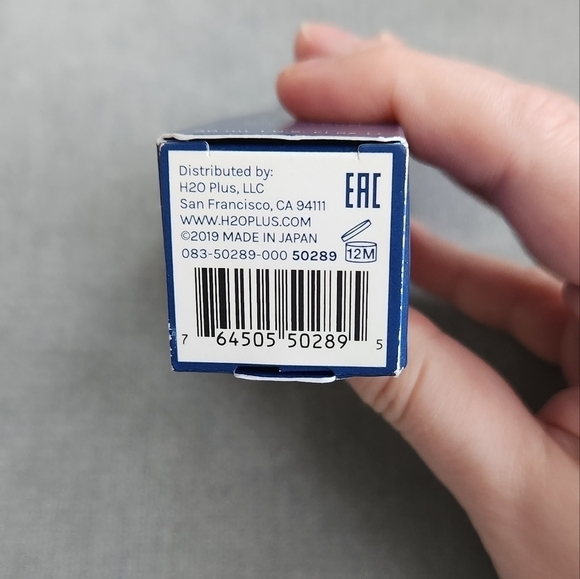 Distributed by:
H2O Plus, LLC
San Francisco, CA 94111
WWW.H2OPLUS.COM
©2019 MADE IN JAPAN
083-50289-000 50289
EAC
12M
7 64505 50289 5